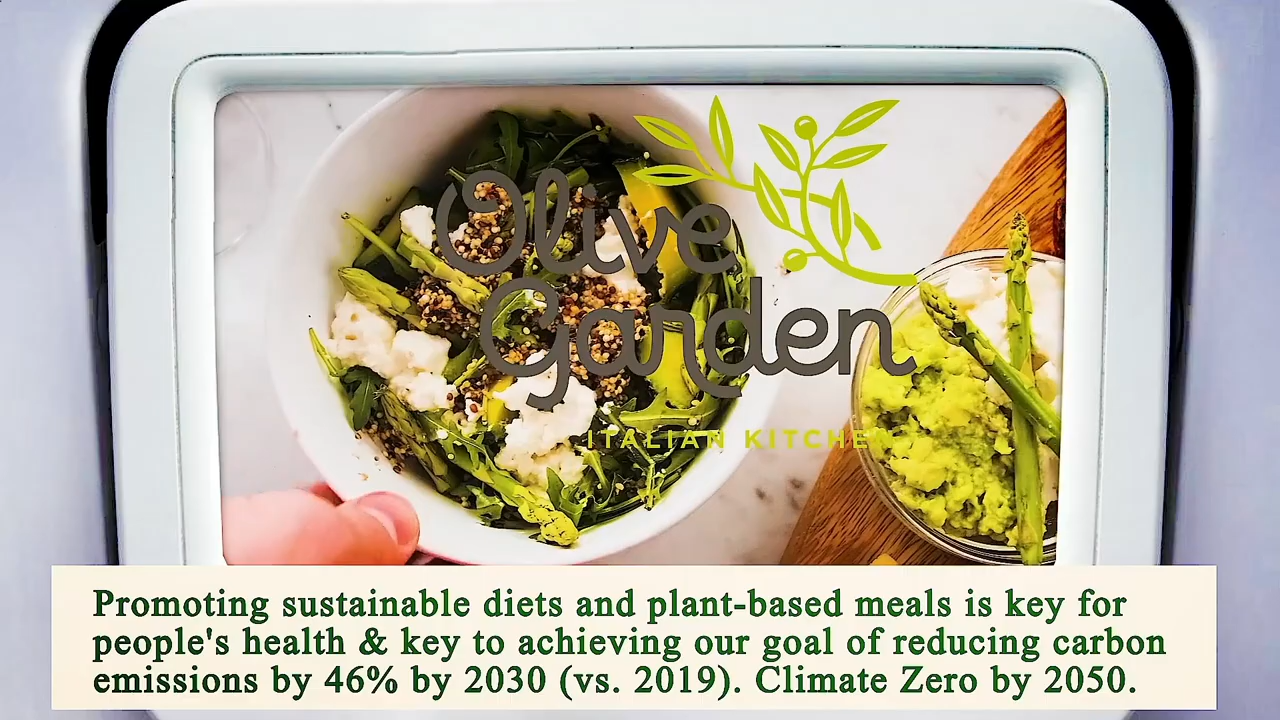 Olive
Garden
ITALIAN KITCHEN
Promoting sustainable diets and plant-based meals is key for
people's health & key to achieving our goal of reducing carbon
emissions by 46% by 2030 (vs. 2019). Climate Zero by 2050.